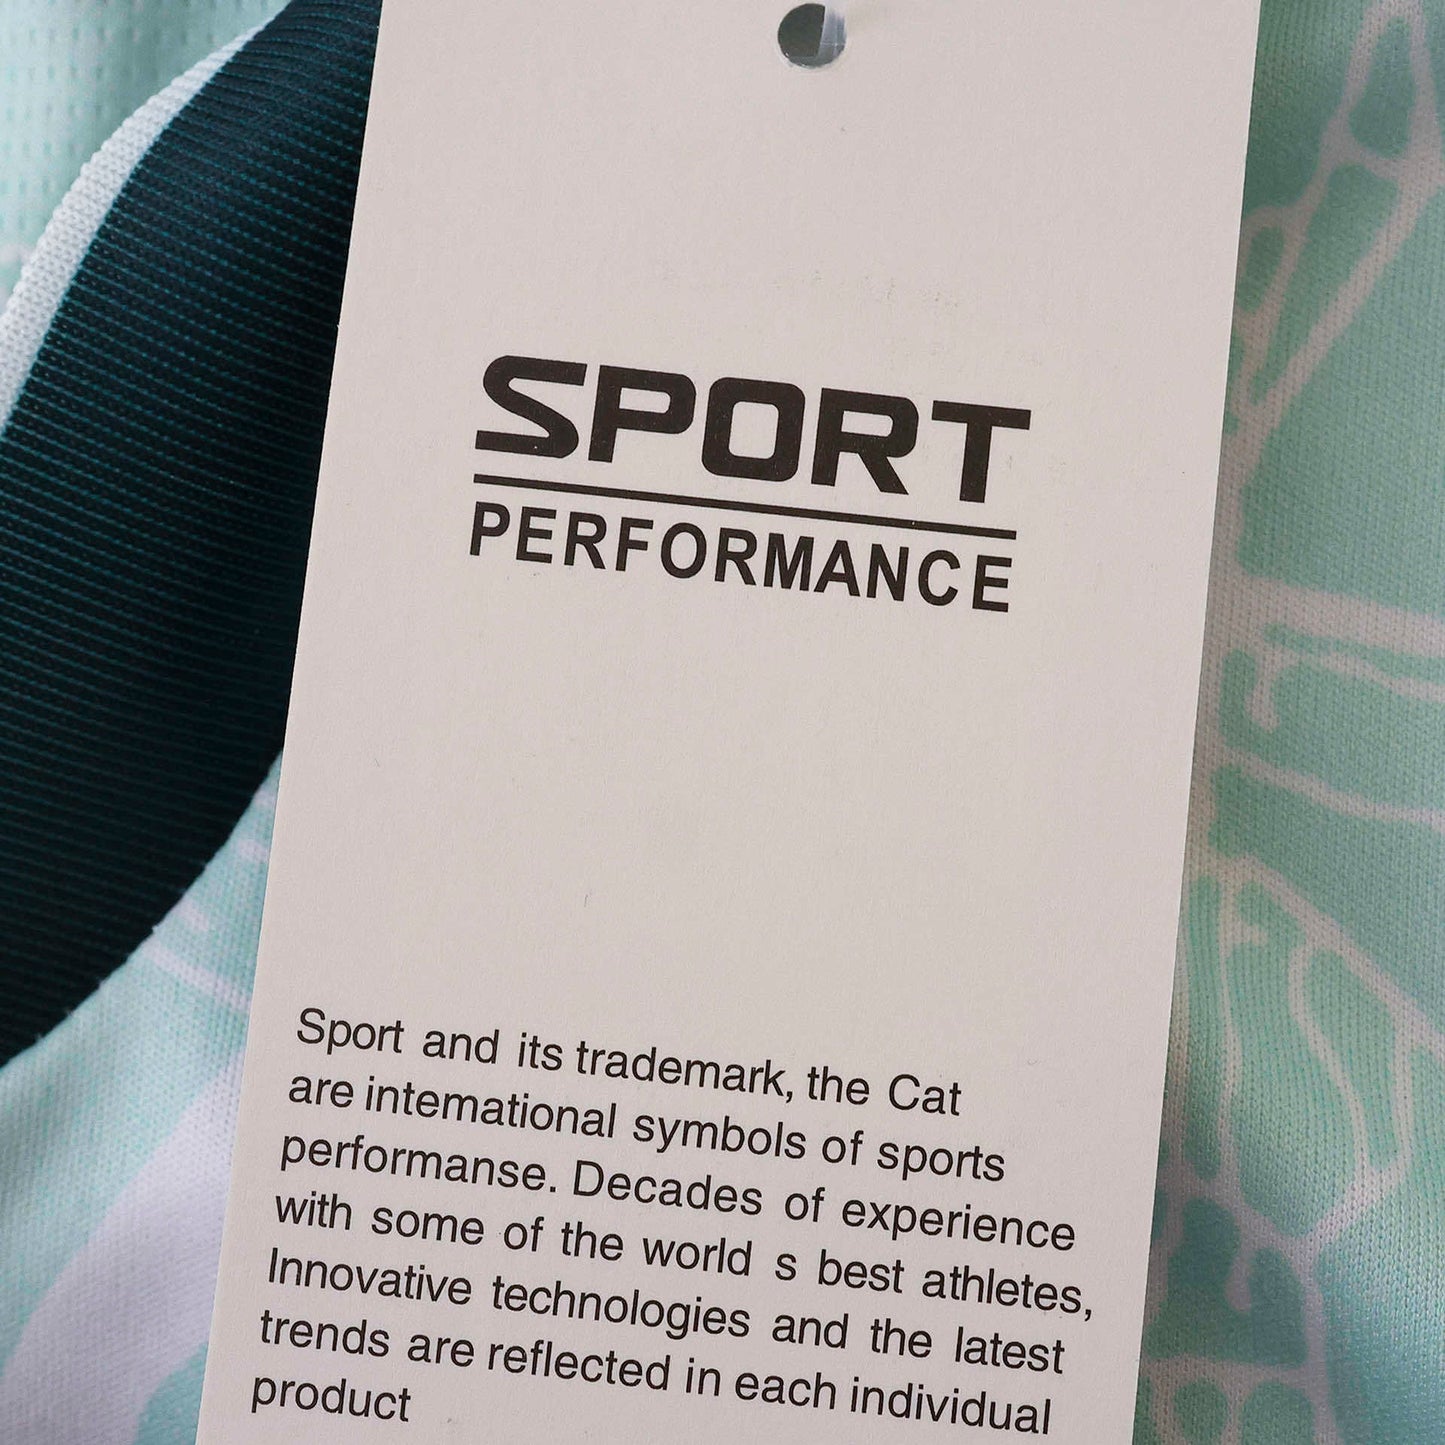 SPORT
PERFORMANCE
Sport and its trademark, the Cat
are intemational symbols of sports
performanse. Decades of experience
with some of the world s best athletes,
Innovative technologies and the latest
trends are reflected in each individual
product